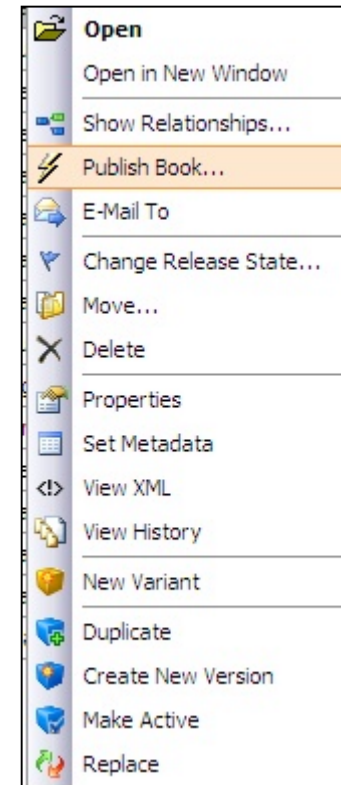 Open
Open in New Window
Show Relationships...
Publish Book...
E-Mail To
Change Release State...
Move...
Delete
Properties
Set Metadata
View XML
View History
New Variant
Duplicate
Create New Version
Make Active
Replace